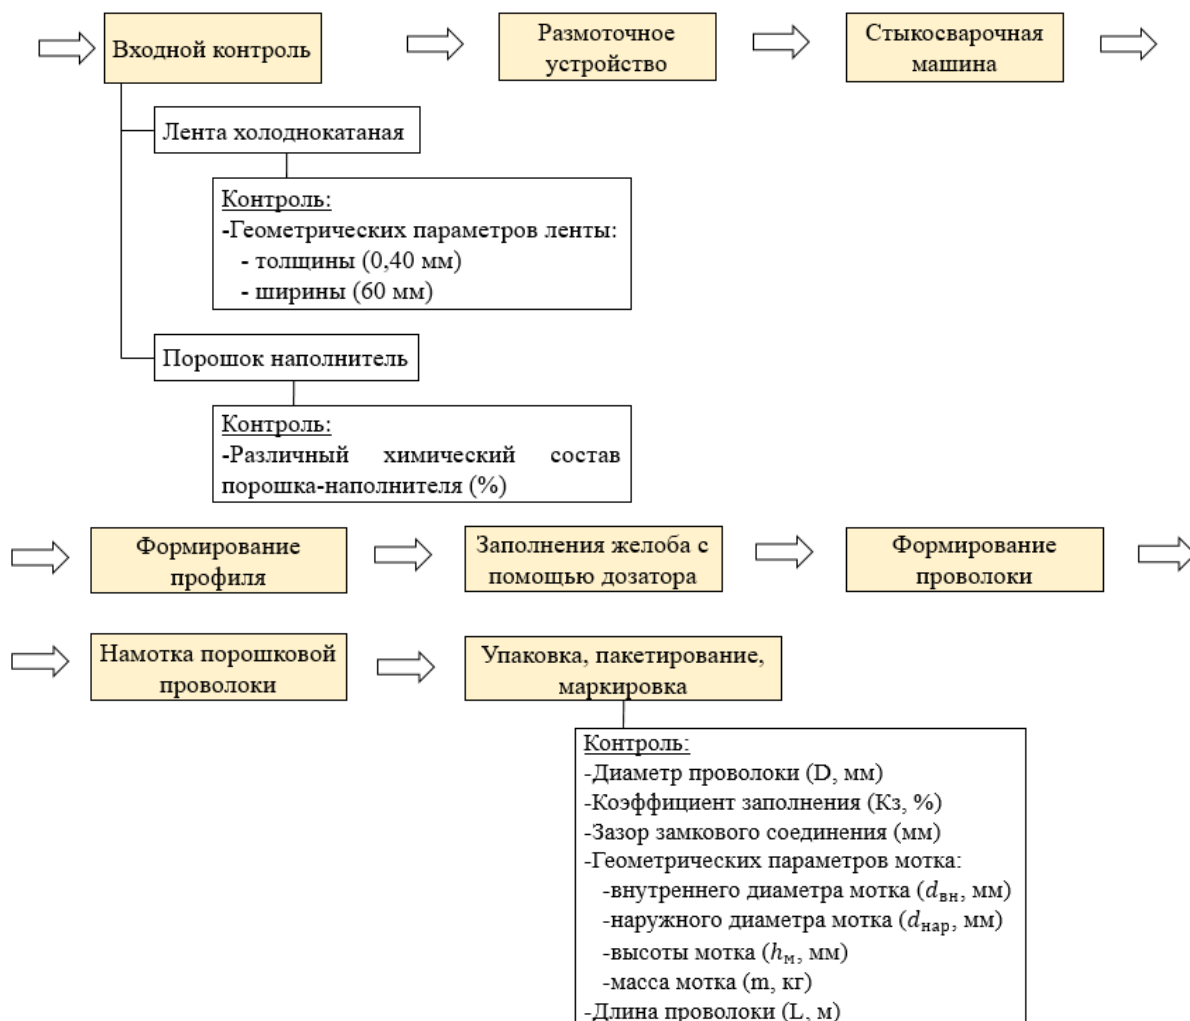 Входной контроль
Размоточное
устройство
Стыкосварочная
машина
Лента холоднокатаная
Контроль:
-Геометрических параметров ленты:
- толщины (0,40 мм)
- ширины (60 мм)
Порошок наполнитель
Контроль:
-Различный химический состав
порошка-наполнителя (%)
Формирование
профиля
Заполнения желоба с
помощью дозатора
Формирование
проволоки
Намотка порошковой
проволоки
Упаковка, пакетирование,
маркировка
Контроль:
-Диаметр проволоки (D, мм)
-Коэффициент заполнения (Кз, %)
-Зазор замкового соединения (мм)
-Геометрических параметров мотка:
-внутреннего диаметра мотка (dвн, мм)
-наружного диаметра мотка (dнар, мм)
-высоты мотка (hм, мм)
-масса мотка (m, кг)
-Длина проволоки (L, м)